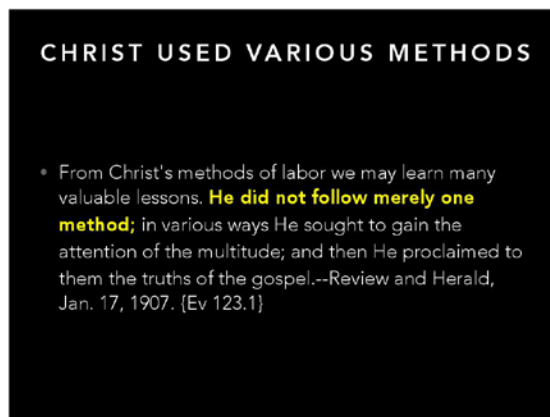 CHRIST USED VARIOUS METHODS
• From Christ's methods of labor we may learn many
valuable lessons. He did not follow merely one
method; in various ways He sought to gain the
attention of the multitude; and then He proclaimed to
them the truths of the gospel.--Review and Herald,
Jan. 17, 1907. {Ev 123.1}